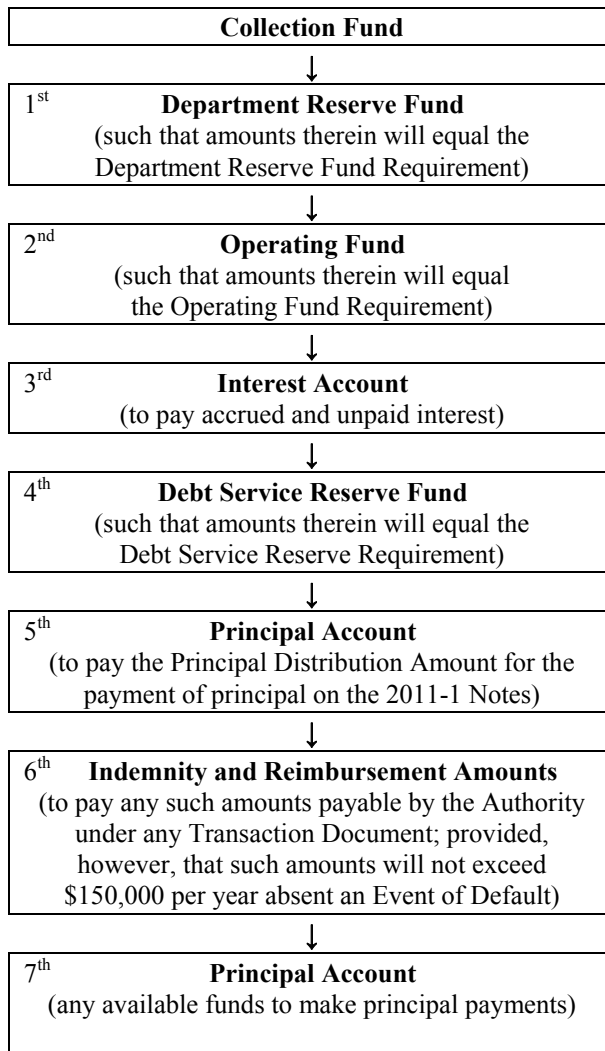 Collection Fund
↓
1st Department Reserve Fund
(such that amounts therein will equal the
Department Reserve Fund Requirement)
↓
2nd Operating Fund
(such that amounts therein will equal
the Operating Fund Requirement)
↓
3rd Interest Account
(to pay accrued and unpaid interest)
↓
4th Debt Service Reserve Fund
(such that amounts therein will equal the
Debt Service Reserve Requirement)
↓
5th Principal Account
(to pay the Principal Distribution Amount for the
payment of principal on the 2011-1 Notes)
↓
6th Indemnity and Reimbursement Amounts
(to pay any such amounts payable by the Authority
under any Transaction Document; provided,
however, that such amounts will not exceed
$150,000 per year absent an Event of Default)
↓
7th Principal Account
(any available funds to make principal payments)